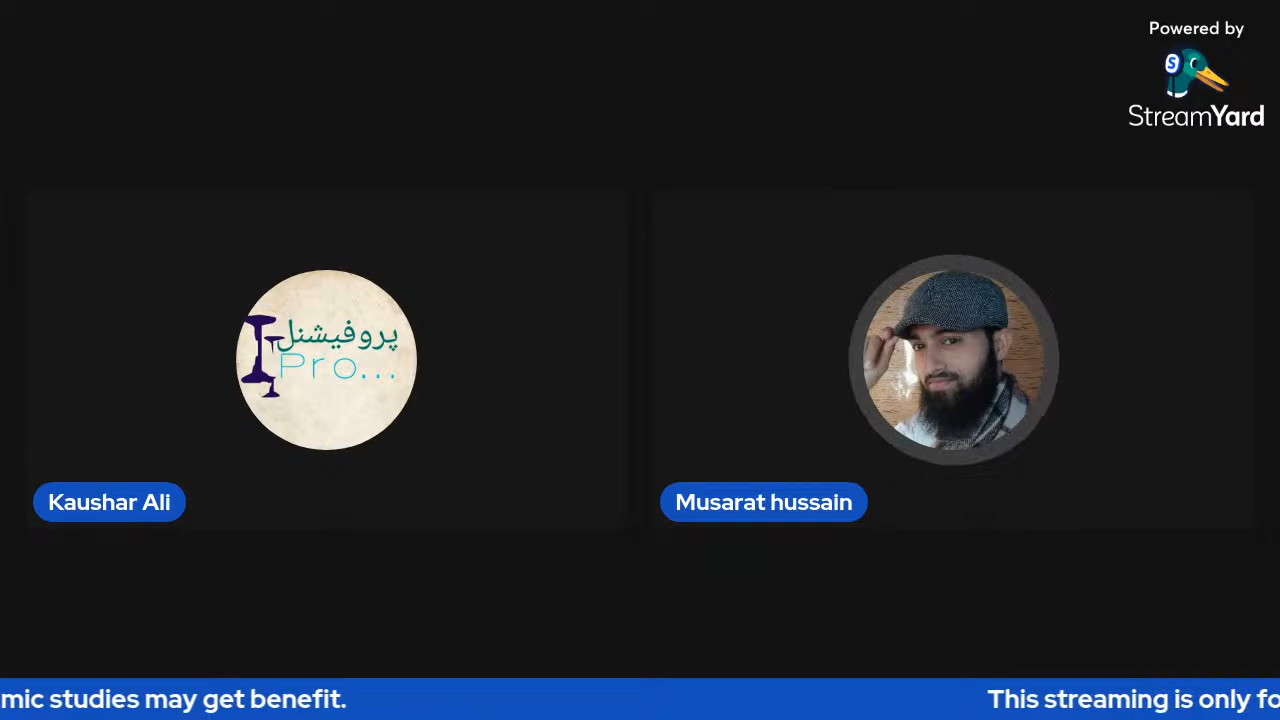 Powered by
S
StreamYard
پروفیشنل
Pro...
Kaushar Ali
Musarat hussain
mic studies may get benefit. This streaming is only fo